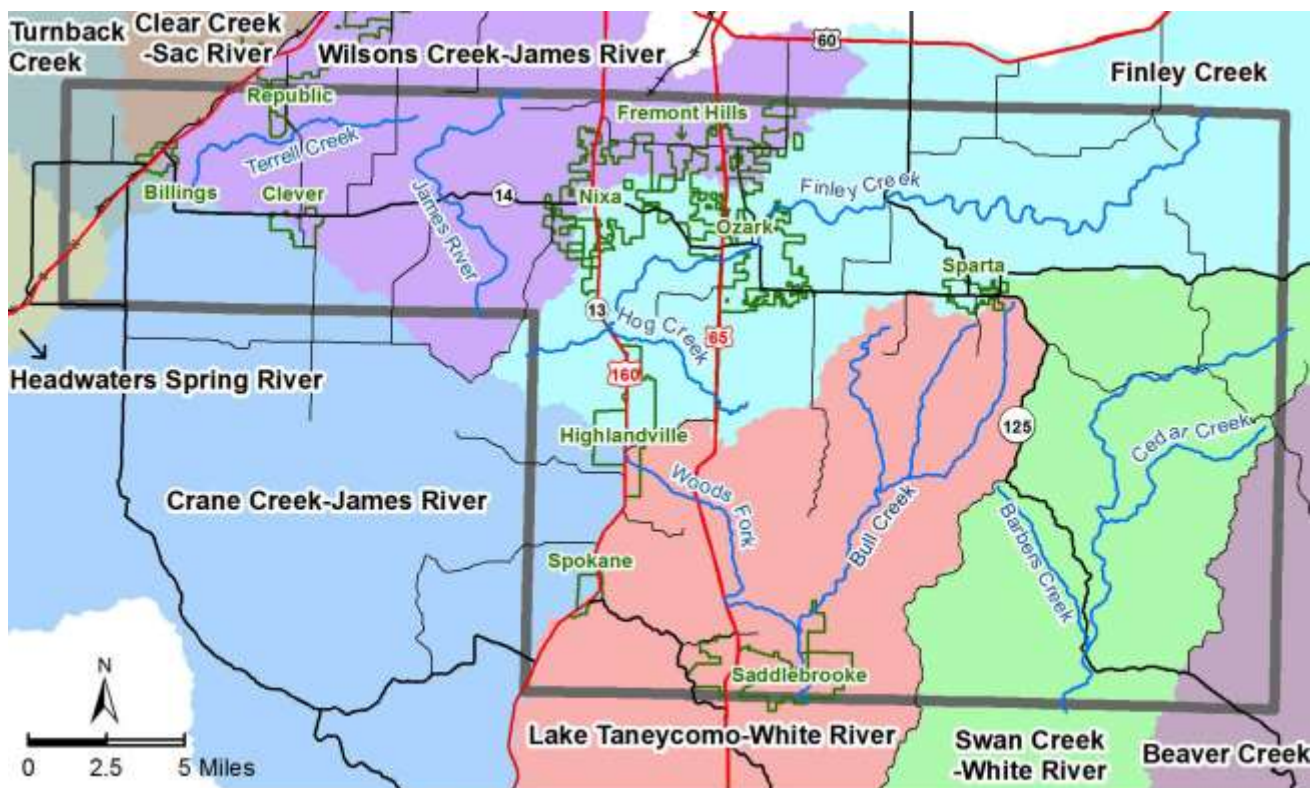 Turnback
Creek
Clear Creek
-Sac River
Wilsons Creek-James River
60
Finley Creek
Republic
Fremont Hills
Terrell Creek
Billings
Clever
James River
14
Nixa
Finley Creek
Ozark
Sparta
13
Hog Creek
65
160
Headwaters Spring River
Highlandville
125
Cedar Creek
Woods Fork
Crane Creek-James River
Bull Creek
Barbers Creek
Spokane
Saddlebrooke
N
Lake Taneycomo-White River
Swan Creek
-White River
Beaver Creek
0 2.5 5 Miles